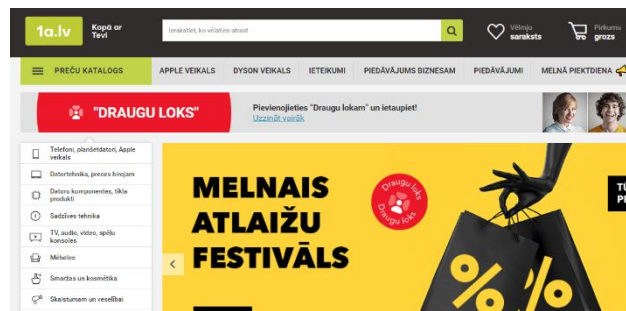 1a.lv
Kopā ar
Tevi
Ierakstiet, ko vēlaties atrast
Vēlmju
saraksts
Pirkumu
grozs
PREČU KATALOGS
APPLE VEIKALS
DYSON VEIKALS
IETEIKUMI
PIEDĀVĀJUMS BIZNESAM
PIEDĀVĀJUMI
MELNĀ PIEKTDIENA
"DRAUGU LOKS"
Pievienojieties "Draugu lokam" un ietaupiet!
Uzzināt vairāk
Telefoni, planšetdatori, Apple
veikals
Datortehnika, preces birojam
Datoru komponentes, tīkla
produkti
Sadzīves tehnika
TV, audio, video, spēļu
konsoles
Mēbeles
Smaržas un kosmētika
Skaistumam un veselībai
MELNAIS
ATLAIŽU
FESTIVĀLS
Draugu loks
Draugu loks
%
%